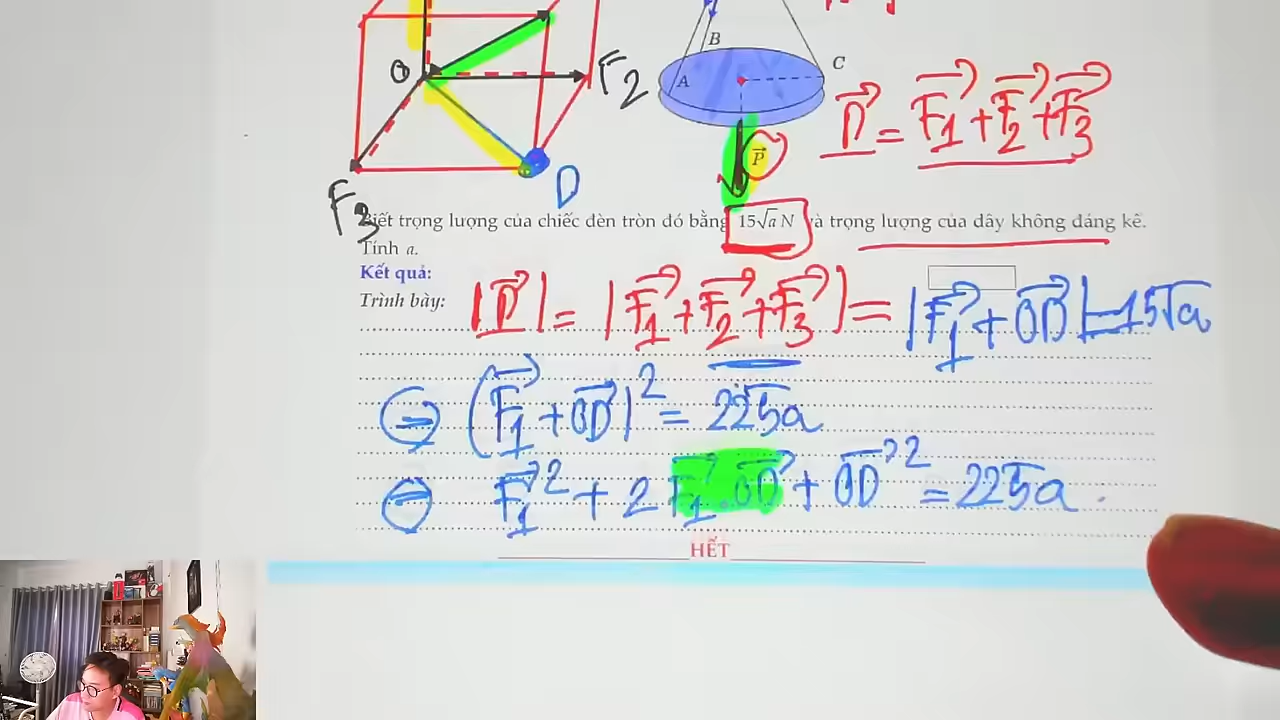 O
F2
B
A
C
P
P = F1 + F2 + F3
D
F3
Biết trọng lượng của chiếc đèn tròn đó bằng 15√a N và trọng lượng của dây không đáng kể.
Tính a.
Kết quả:
Trình bày: |P| = |F1 + F2 + F3| = |F1 + OD| = 15√a
⇒ (F1 + OD)² = 225a
⇔ F1² + 2F1.OD + OD² = 225a.
HẾT